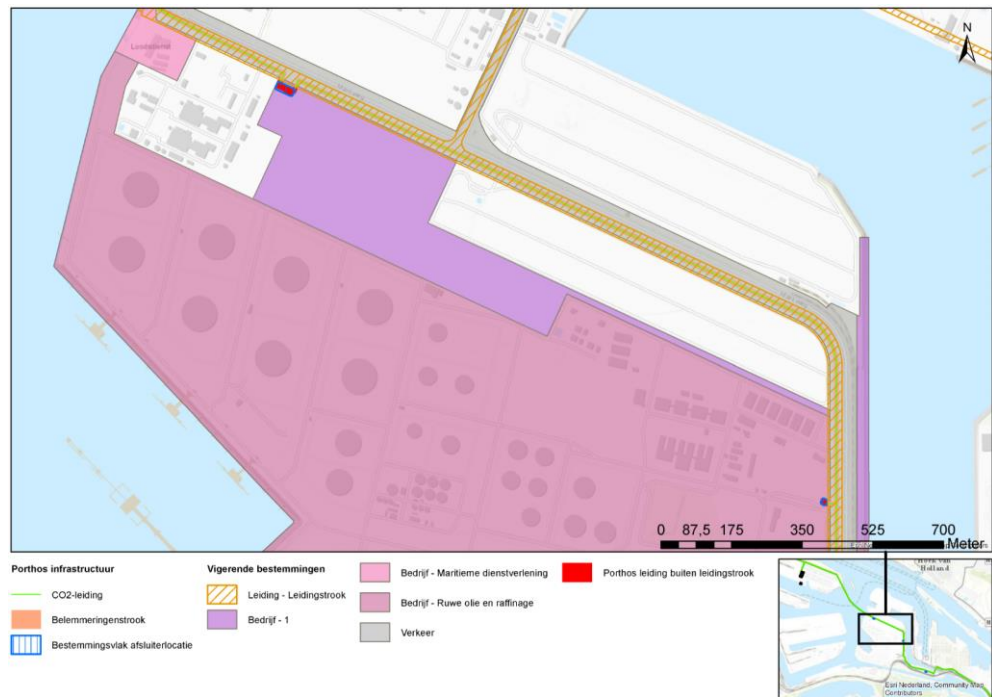 N
Loodsdienst
0 87,5 175 350 525 700
Meter
Porthos infrastructuur
CO2-leiding
Belemmeringenstrook
Bestemmingsvlak afsluiterlocatie
Vigerende bestemmingen
Leiding - Leidingstrook
Bedrijf - 1
Bedrijf - Maritieme dienstverlening
Bedrijf - Ruwe olie en raffinage
Verkeer
Porthos leiding buiten leidingstrook
Hoek van
Holland
Esri Nederland, Community Map
Contributors